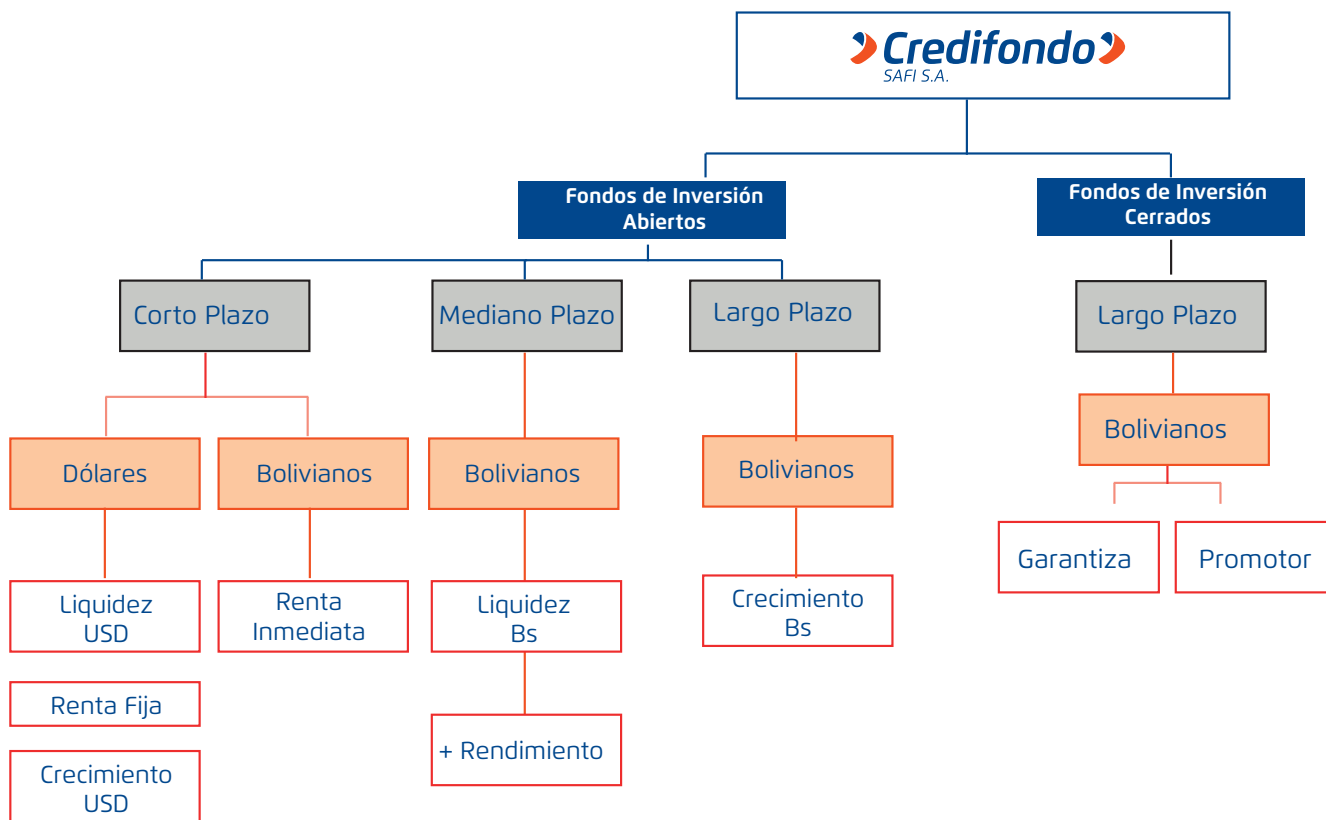 Credifondo
SAFI S.A.
Fondos de Inversión
Abiertos
Fondos de Inversión
Cerrados
Corto Plazo
Mediano Plazo
Largo Plazo
Largo Plazo
Dólares
Bolivianos
Bolivianos
Bolivianos
Bolivianos
Liquidez
USD
Renta
Inmediata
Liquidez
Bs
Crecimiento
Bs
Garantiza
Promotor
Renta Fija
+ Rendimiento
Crecimiento
USD